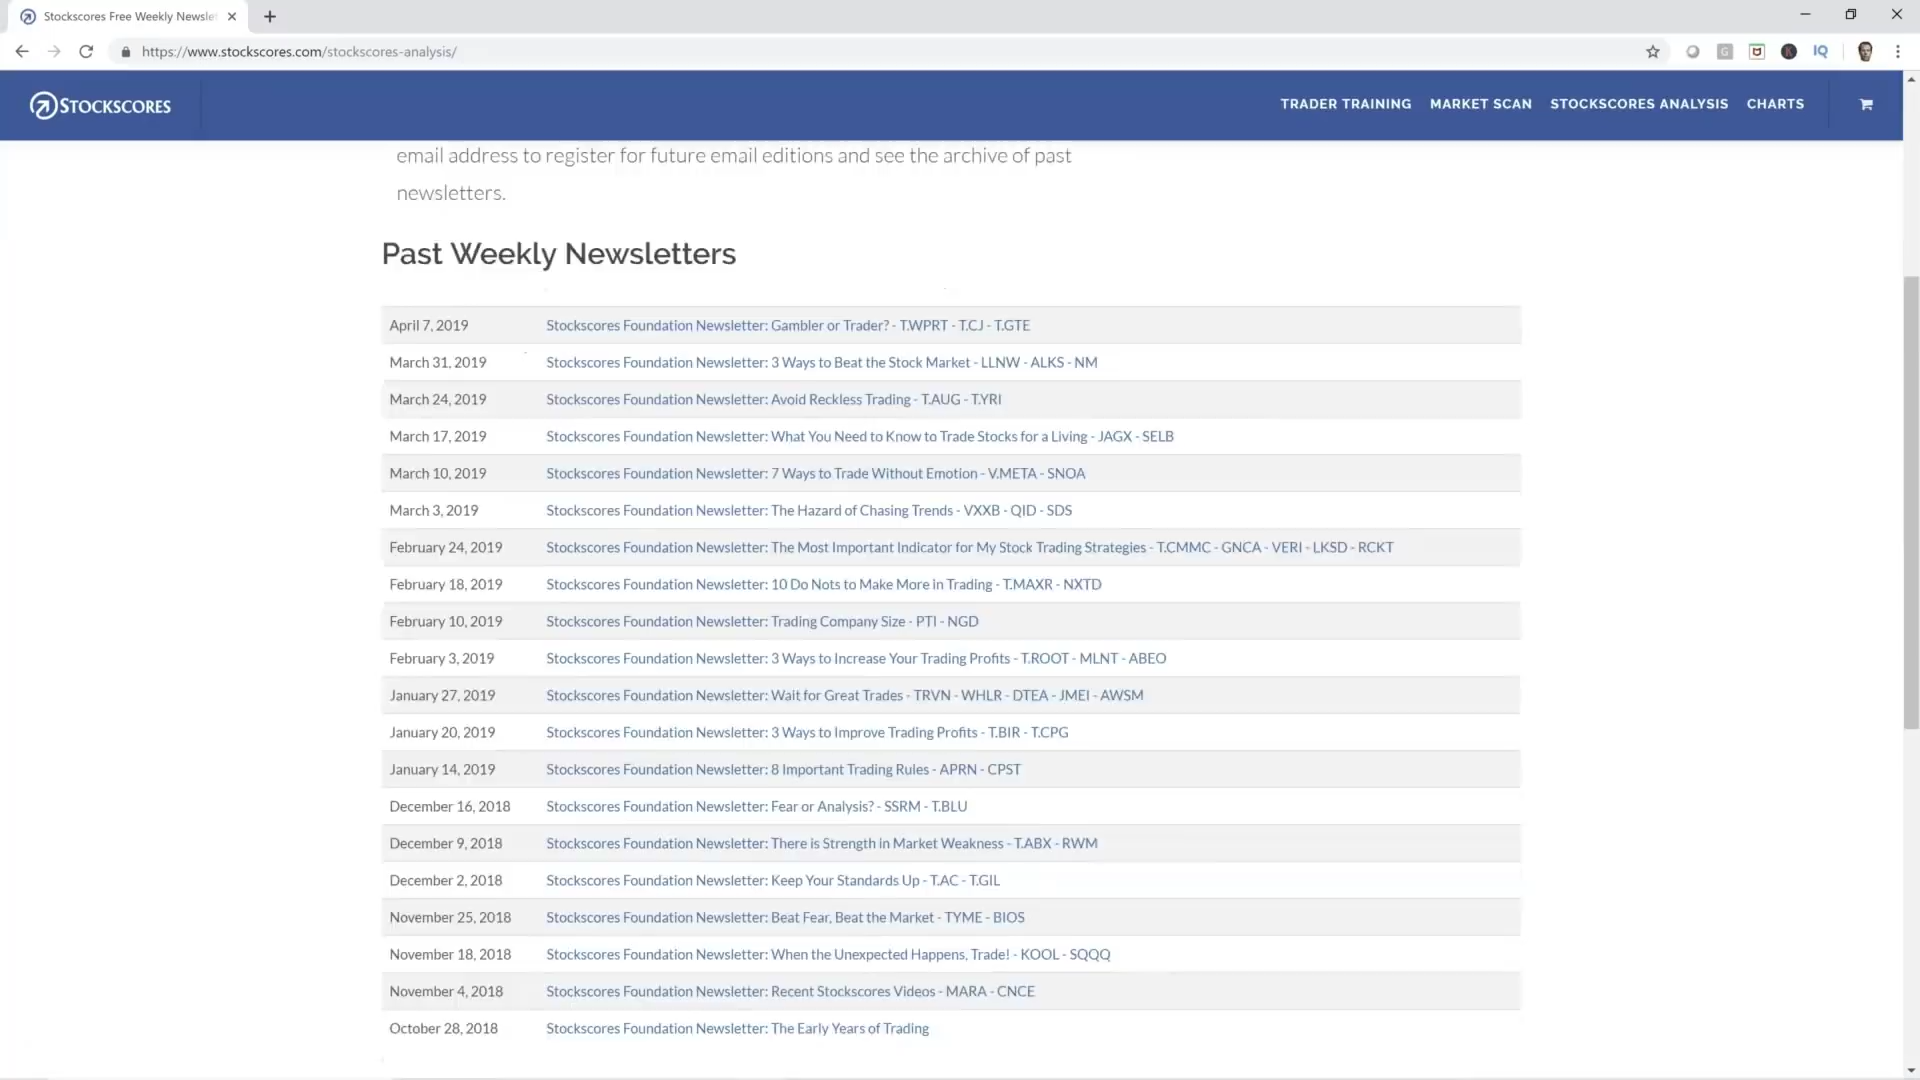 Stockscores Free Weekly Newsle
https://www.stockscores.com/stockscores-analysis/
IQ
STOCKSCORES
TRADER TRAINING MARKET SCAN STOCKSCORES ANALYSIS CHARTS
email address to register for future email editions and see the archive of past
newsletters.
Past Weekly Newsletters
April 7, 2019 Stockscores Foundation Newsletter: Gambler or Trader? - T.WPRT - T.CJ - T.GTE
March 31, 2019 Stockscores Foundation Newsletter: 3 Ways to Beat the Stock Market - LLNW - ALKS - NM
March 24, 2019 Stockscores Foundation Newsletter: Avoid Reckless Trading - T.AUG - T.YRI
March 17, 2019 Stockscores Foundation Newsletter: What You Need to Know to Trade Stocks for a Living - JAGX - SELB
March 10, 2019 Stockscores Foundation Newsletter: 7 Ways to Trade Without Emotion - V.META - SNOA
March 3, 2019 Stockscores Foundation Newsletter: The Hazard of Chasing Trends - VXXB - QID - SDS
February 24, 2019 Stockscores Foundation Newsletter: The Most Important Indicator for My Stock Trading Strategies - T.CMMC - GNCA - VERI - LKSD - RCKT
February 18, 2019 Stockscores Foundation Newsletter: 10 Do Nots to Make More in Trading - T.MAXR - NXTD
February 10, 2019 Stockscores Foundation Newsletter: Trading Company Size - PTI - NGD
February 3, 2019 Stockscores Foundation Newsletter: 3 Ways to Increase Your Trading Profits - T.ROOT - MLNT - ABEO
January 27, 2019 Stockscores Foundation Newsletter: Wait for Great Trades - TRVN - WHLR - DTEA - JMEI - AWSM
January 20, 2019 Stockscores Foundation Newsletter: 3 Ways to Improve Trading Profits - T.BIR - T.CPG
January 14, 2019 Stockscores Foundation Newsletter: 8 Important Trading Rules - APRN - CPST
December 16, 2018 Stockscores Foundation Newsletter: Fear or Analysis? - SSRM - T.BLU
December 9, 2018 Stockscores Foundation Newsletter: There is Strength in Market Weakness - T.ABX - RWM
December 2, 2018 Stockscores Foundation Newsletter: Keep Your Standards Up - T.AC - T.GIL
November 25, 2018 Stockscores Foundation Newsletter: Beat Fear, Beat the Market - TYME - BIOS
November 18, 2018 Stockscores Foundation Newsletter: When the Unexpected Happens, Trade! - KOOL - SQQQ
November 4, 2018 Stockscores Foundation Newsletter: Recent Stockscores Videos - MARA - CNCE
October 28, 2018 Stockscores Foundation Newsletter: The Early Years of Trading